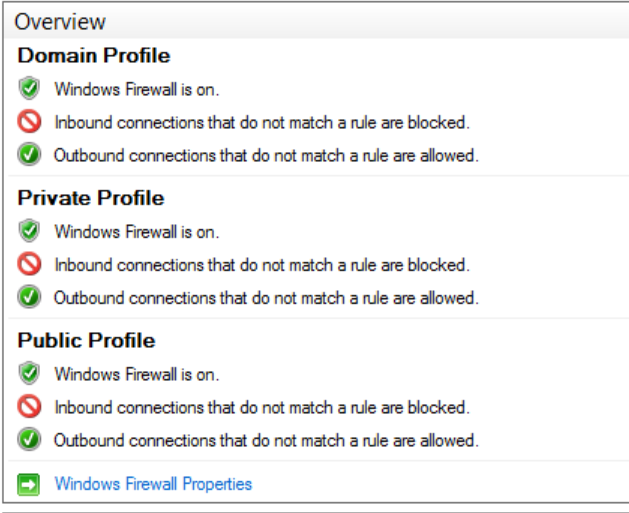 Overview
Domain Profile
Windows Firewall is on.
Inbound connections that do not match a rule are blocked.
Outbound connections that do not match a rule are allowed.
Private Profile
Windows Firewall is on.
Inbound connections that do not match a rule are blocked.
Outbound connections that do not match a rule are allowed.
Public Profile
Windows Firewall is on.
Inbound connections that do not match a rule are blocked.
Outbound connections that do not match a rule are allowed.
Windows Firewall Properties